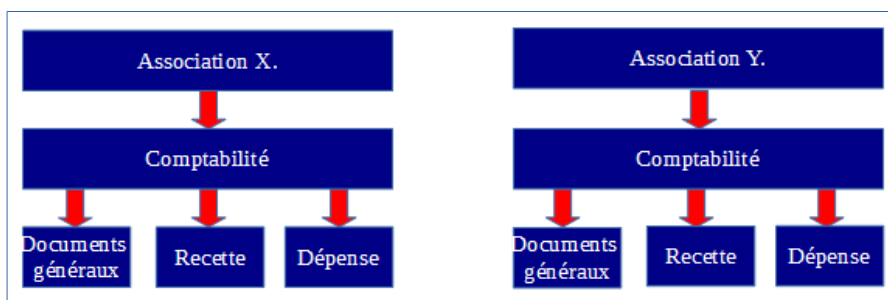 Association X.
Comptabilité
Documents
généraux
Recette
Dépense
Association Y.
Comptabilité
Documents
généraux
Recette
Dépense